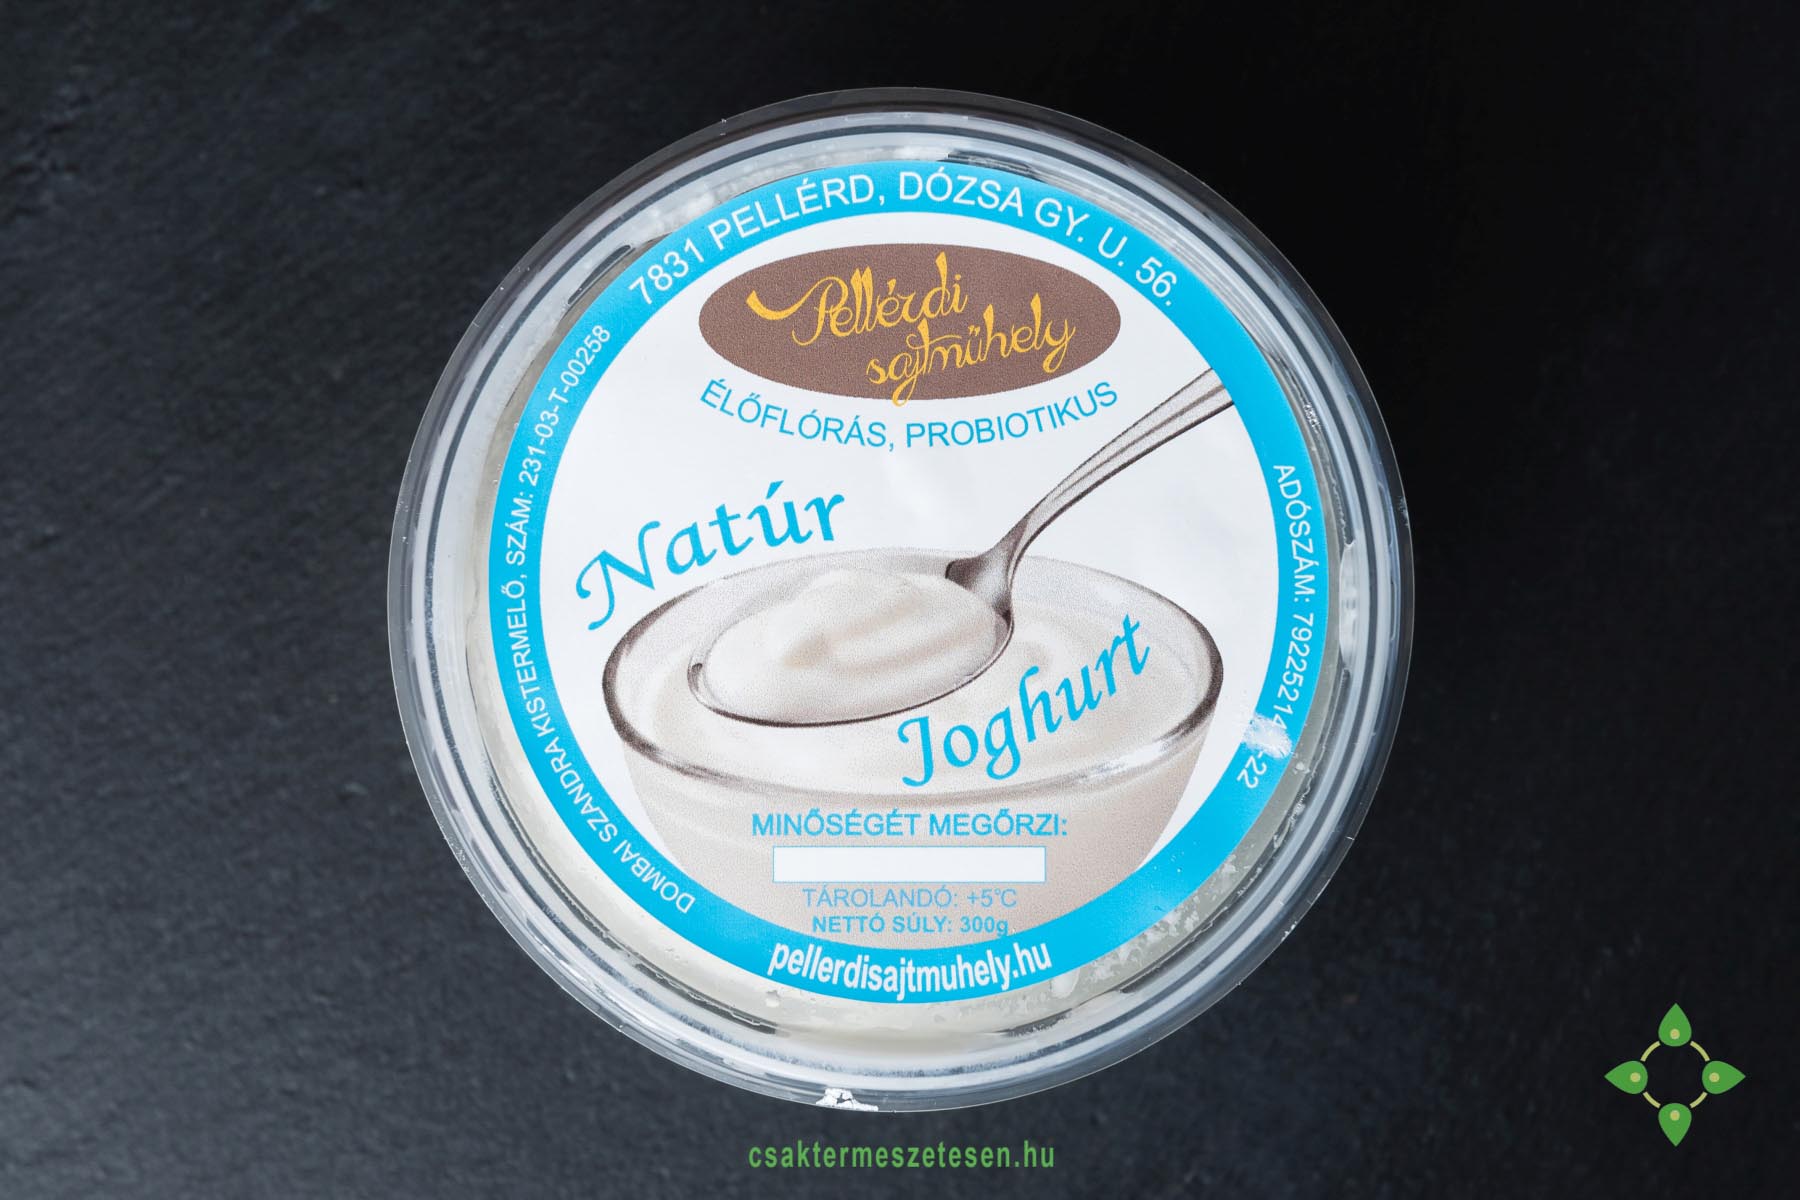 7831 PELLÉRD, DÓZSA GY. U. 56.
Pellérdi
sajtműhely
ÉLŐFLÓRÁS, PROBIOTIKUS
Natúr
Joghurt
MINŐSÉGÉT MEGŐRZI:
TÁROLANDÓ: +5°C
NETTÓ SÚLY: 300g
pellerdisajtmuhely.hu
DOMBAI SZANDRA KISTERMELŐ, SZÁM: 231-03-T-00258
ADÓSZÁM: 79225214-22
csaktermeszetesen.hu